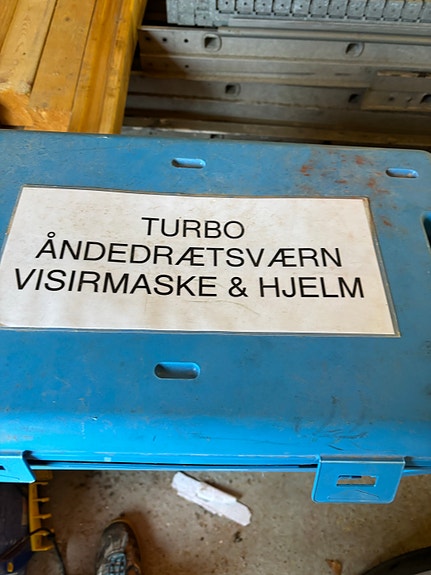 TURBO
ÅNDEDRÆTSVÆRN
VISIRMASKE & HJELM